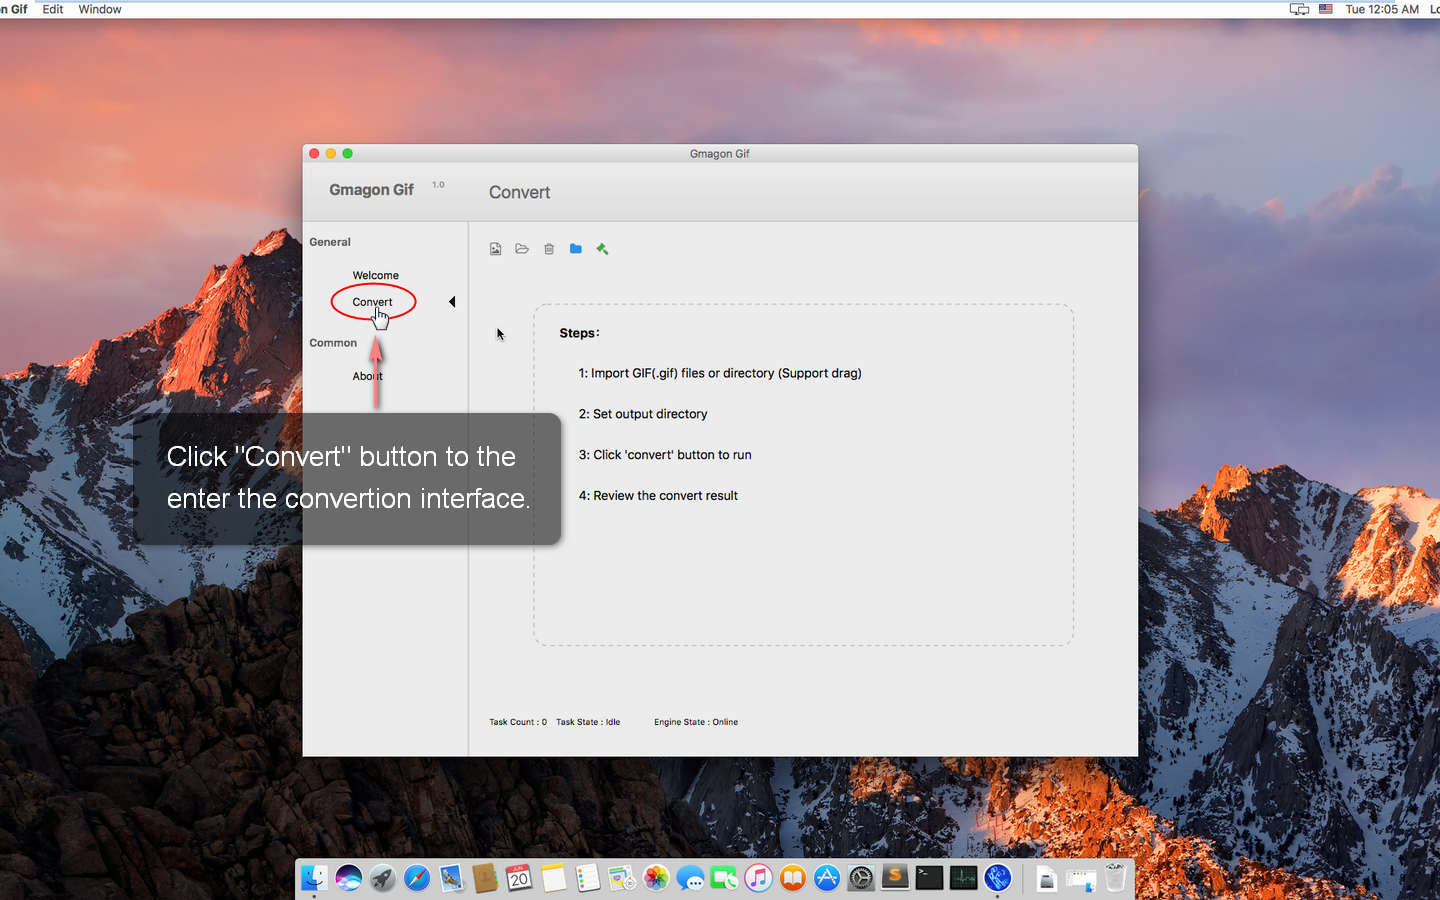 n Gif Edit Window Tue 12:05 AM Lo
Gmagon Gif
Gmagon Gif 1.0 Convert
General
Welcome
Convert
Common
About
Steps:
1: Import GIF(.gif) files or directory (Support drag)
2: Set output directory
3: Click 'convert' button to run
4: Review the convert result
Click "Convert" button to the
enter the convertion interface.
Task Count : 0 Task State : Idle Engine State : Online
JUN
20